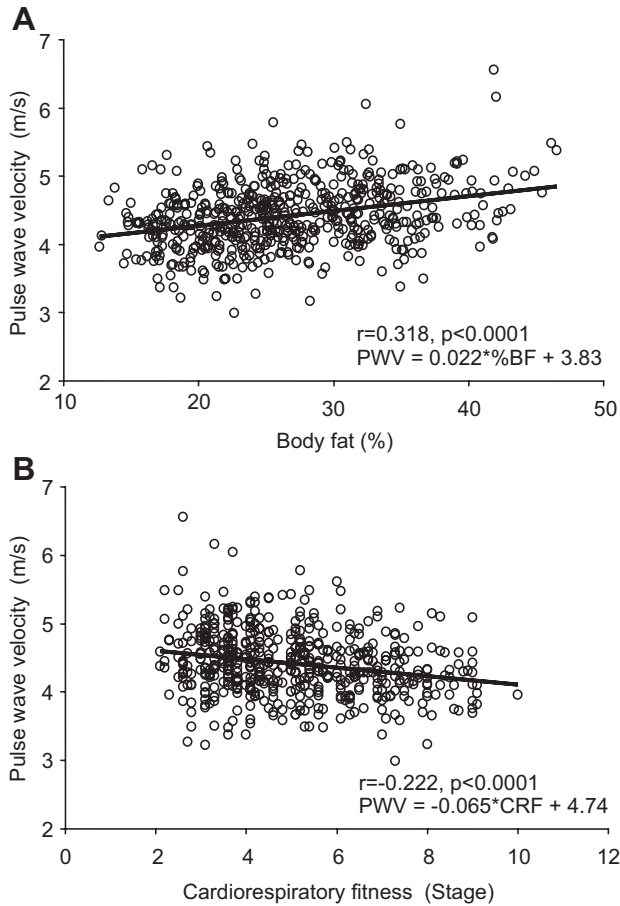 A
7
6
5
4
3
2
Pulse wave velocity (m/s)
r=0.318, p<0.0001
PWV = 0.022*%BF + 3.83
10 20 30 40 50
Body fat (%)
B
7
6
5
4
3
2
Pulse wave velocity (m/s)
r=-0.222, p<0.0001
PWV = -0.065*CRF + 4.74
0 2 4 6 8 10 12
Cardiorespiratory fitness (Stage)